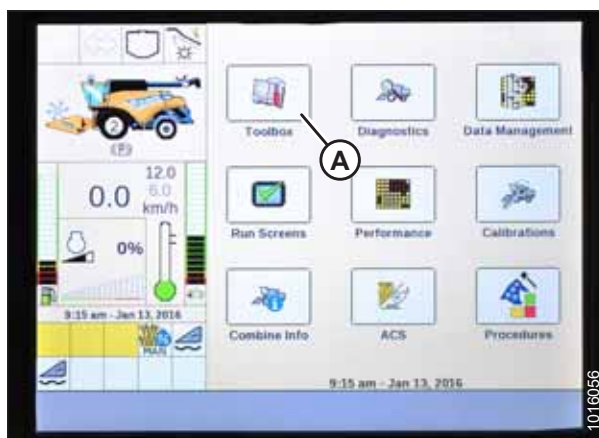 Toolbox
Diagnostics
Data Management
A
2
(P)
12.0
0.0
6.0
km/h
Run Screens
Performance
Calibrations
0%
9:15 am - Jan 13, 2016
MAN
%
Combine Info
ACS
Procedures
9:15 am - Jan 13, 2016
1016056